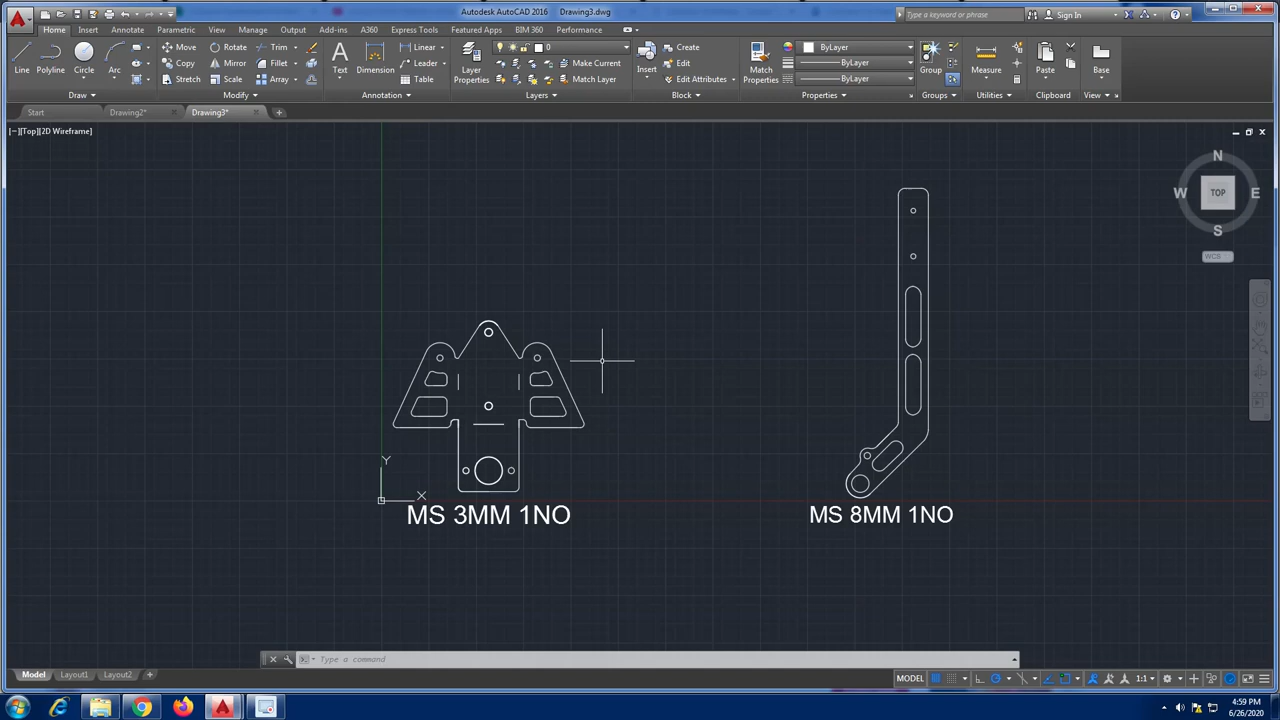 Autodesk AutoCAD 2016 Drawing3.dwg
Type a keyword or phrase
Sign In
Home Insert Annotate Parametric View Manage Output Add-ins A360 Express Tools Featured Apps BIM 360 Performance
Line Polyline Circle Arc
Move Rotate Trim
Copy Mirror Fillet
Stretch Scale Array
Text Dimension
Linear
Leader
Table
Layer Properties
0
Make Current
Match Layer
Insert
Create
Edit
Edit Attributes
Match Properties
ByLayer
ByLayer
ByLayer
Group Measure Paste Base
Draw Modify Annotation Layers Block Properties Groups Utilities Clipboard View
Start Drawing2* Drawing3*
[−][Top][2D Wireframe]
N
W TOP E
S
WCS
Y
X
MS 3MM 1NO
MS 8MM 1NO
Type a command
Model Layout1 Layout2
MODEL 1:1
4:59 PM
6/26/2020